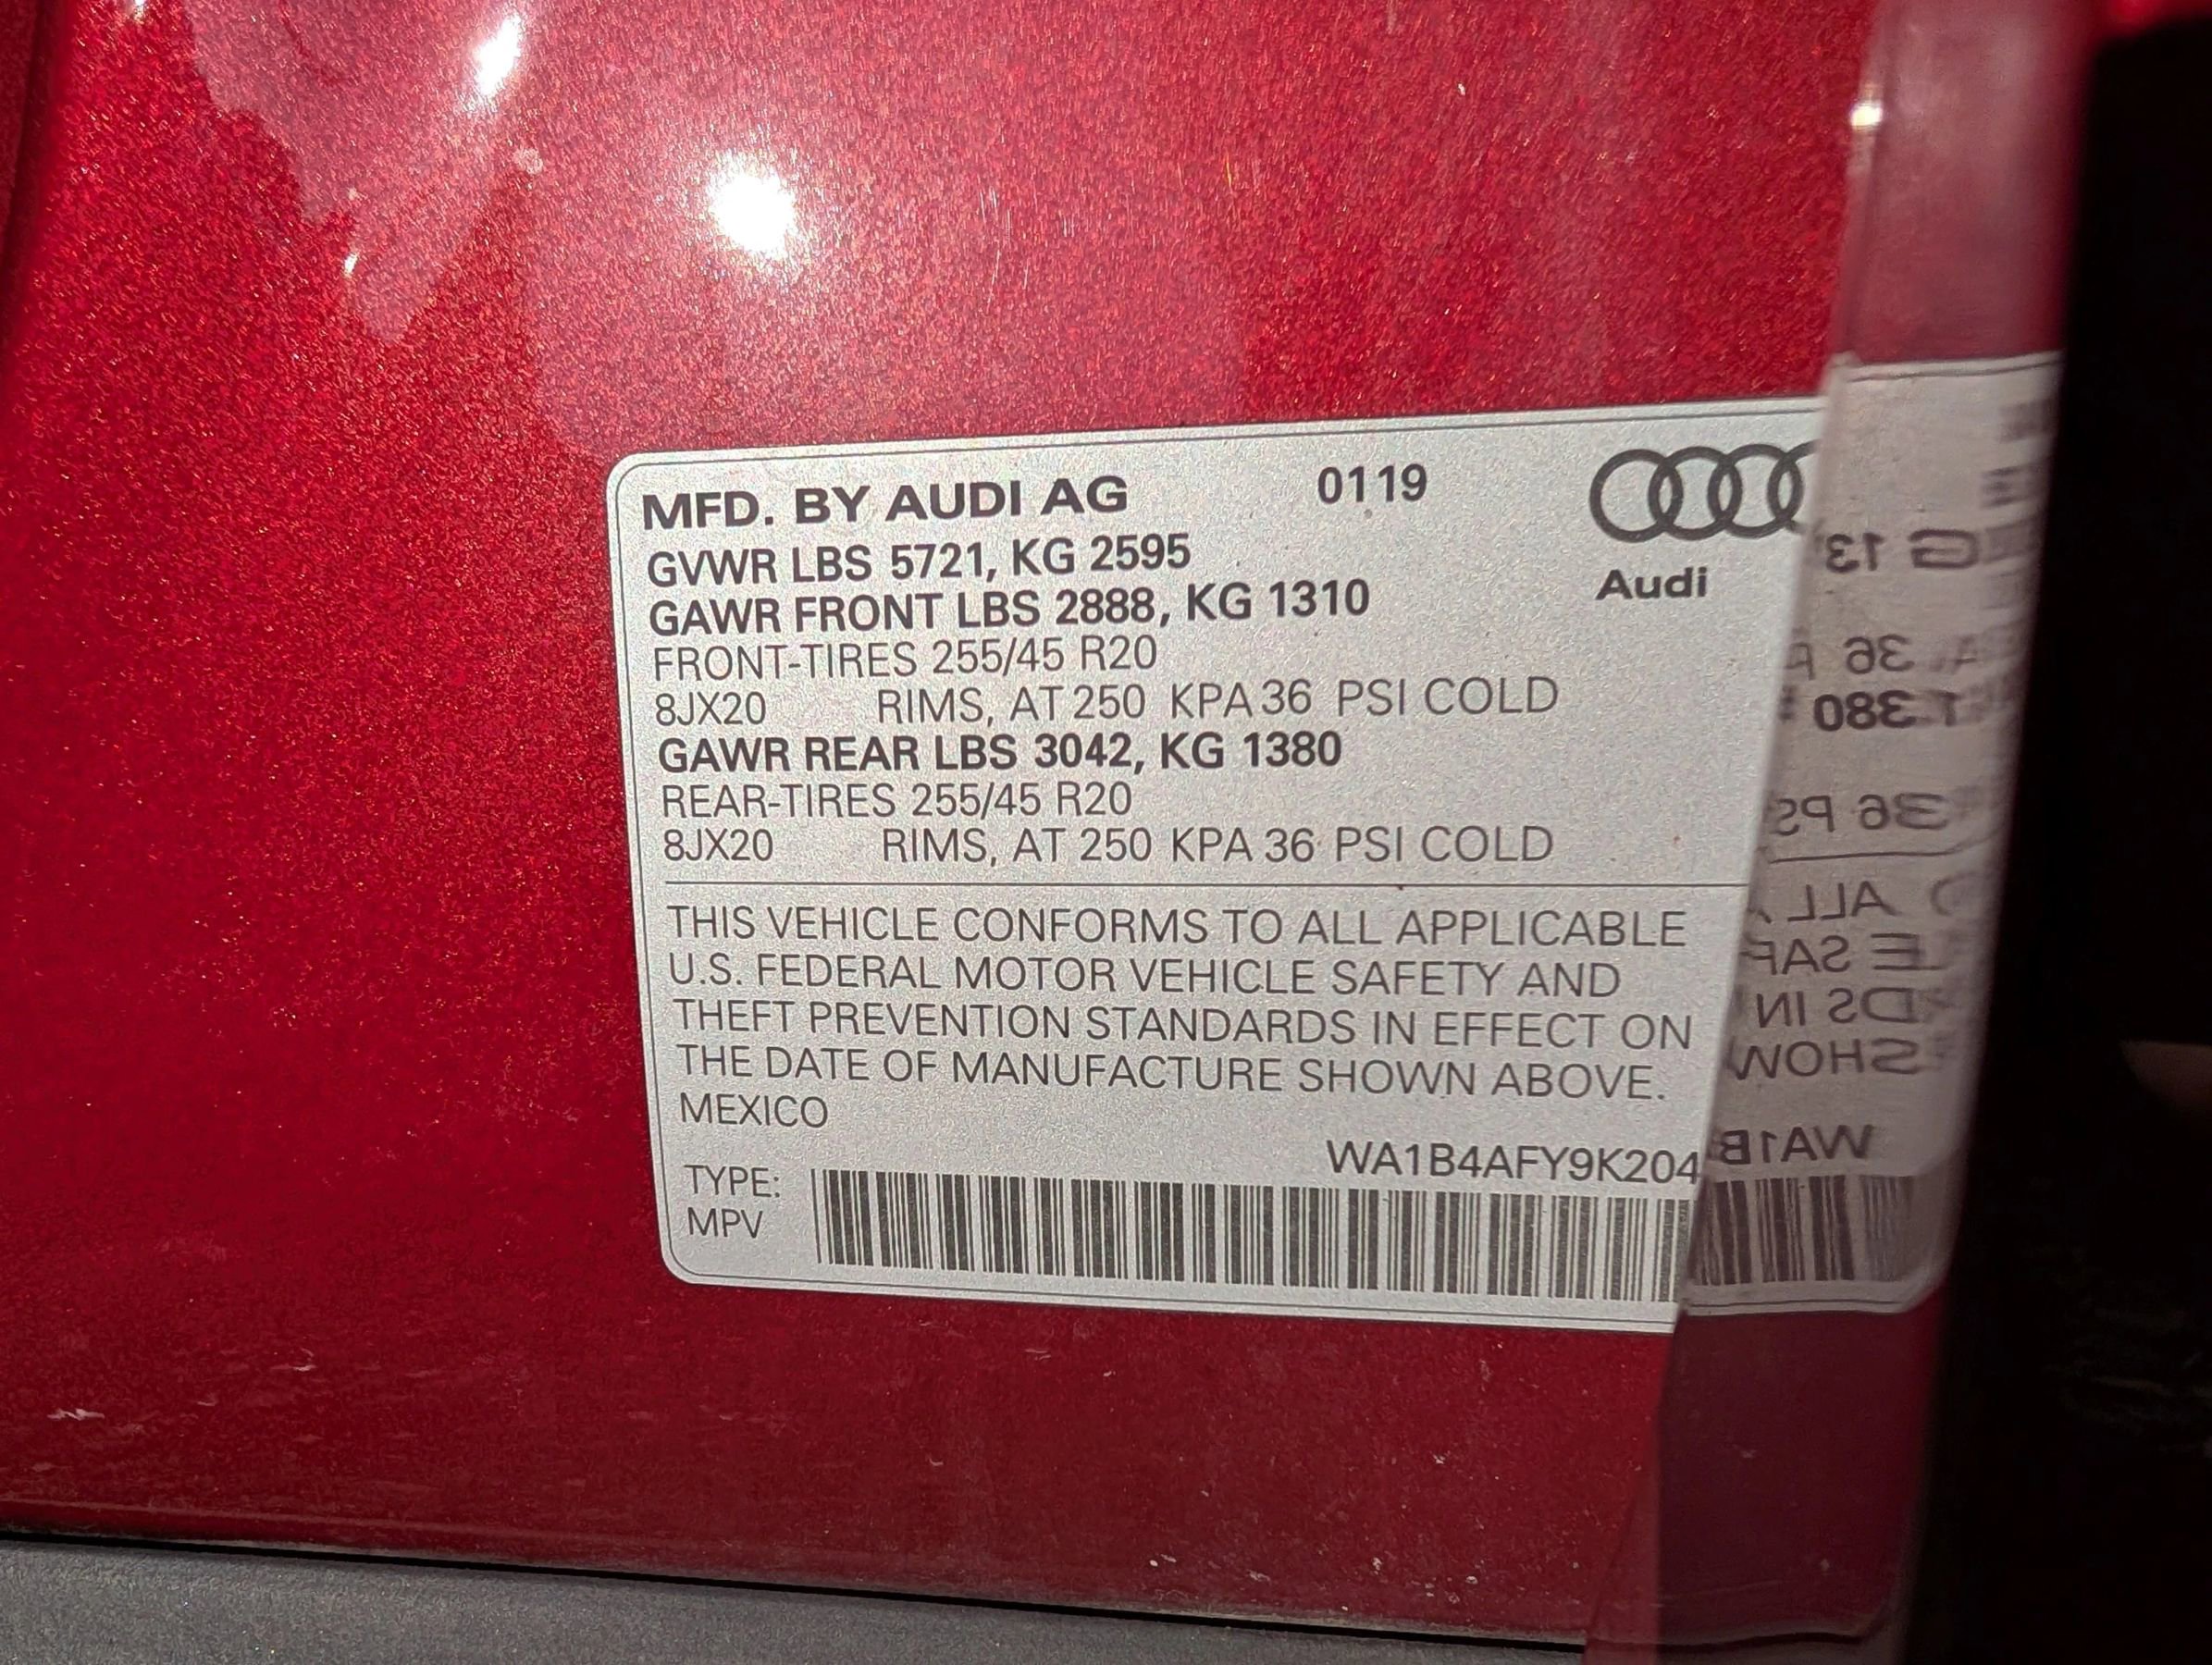 MFD. BY AUDI AG 0119
Audi
GVWR LBS 5721, KG 2595
GAWR FRONT LBS 2888, KG 1310
FRONT-TIRES 255/45 R20
8JX20 RIMS, AT 250 KPA 36 PSI COLD
GAWR REAR LBS 3042, KG 1380
REAR-TIRES 255/45 R20
8JX20 RIMS, AT 250 KPA 36 PSI COLD
THIS VEHICLE CONFORMS TO ALL APPLICABLE
U.S. FEDERAL MOTOR VEHICLE SAFETY AND
THEFT PREVENTION STANDARDS IN EFFECT ON
THE DATE OF MANUFACTURE SHOWN ABOVE.
MEXICO
WA1B4AFY9K204
TYPE:
MPV